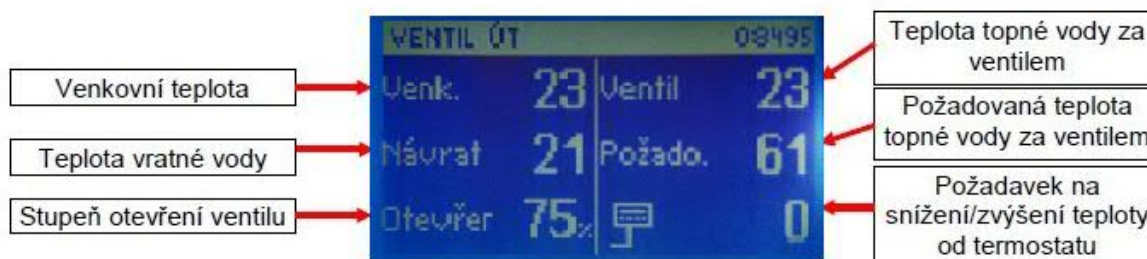 VENTIL ÚT 08495
Venkovní teplota
Venk. 23 Ventil 23
Teplota topné vody za
ventilem
Teplota vratné vody
Návrat 21 Požado. 61
Požadovaná teplota
topné vody za ventilem
Stupeň otevření ventilu
Otevřer 75% 0
Požadavek na
snížení/zvýšení teploty
od termostatu